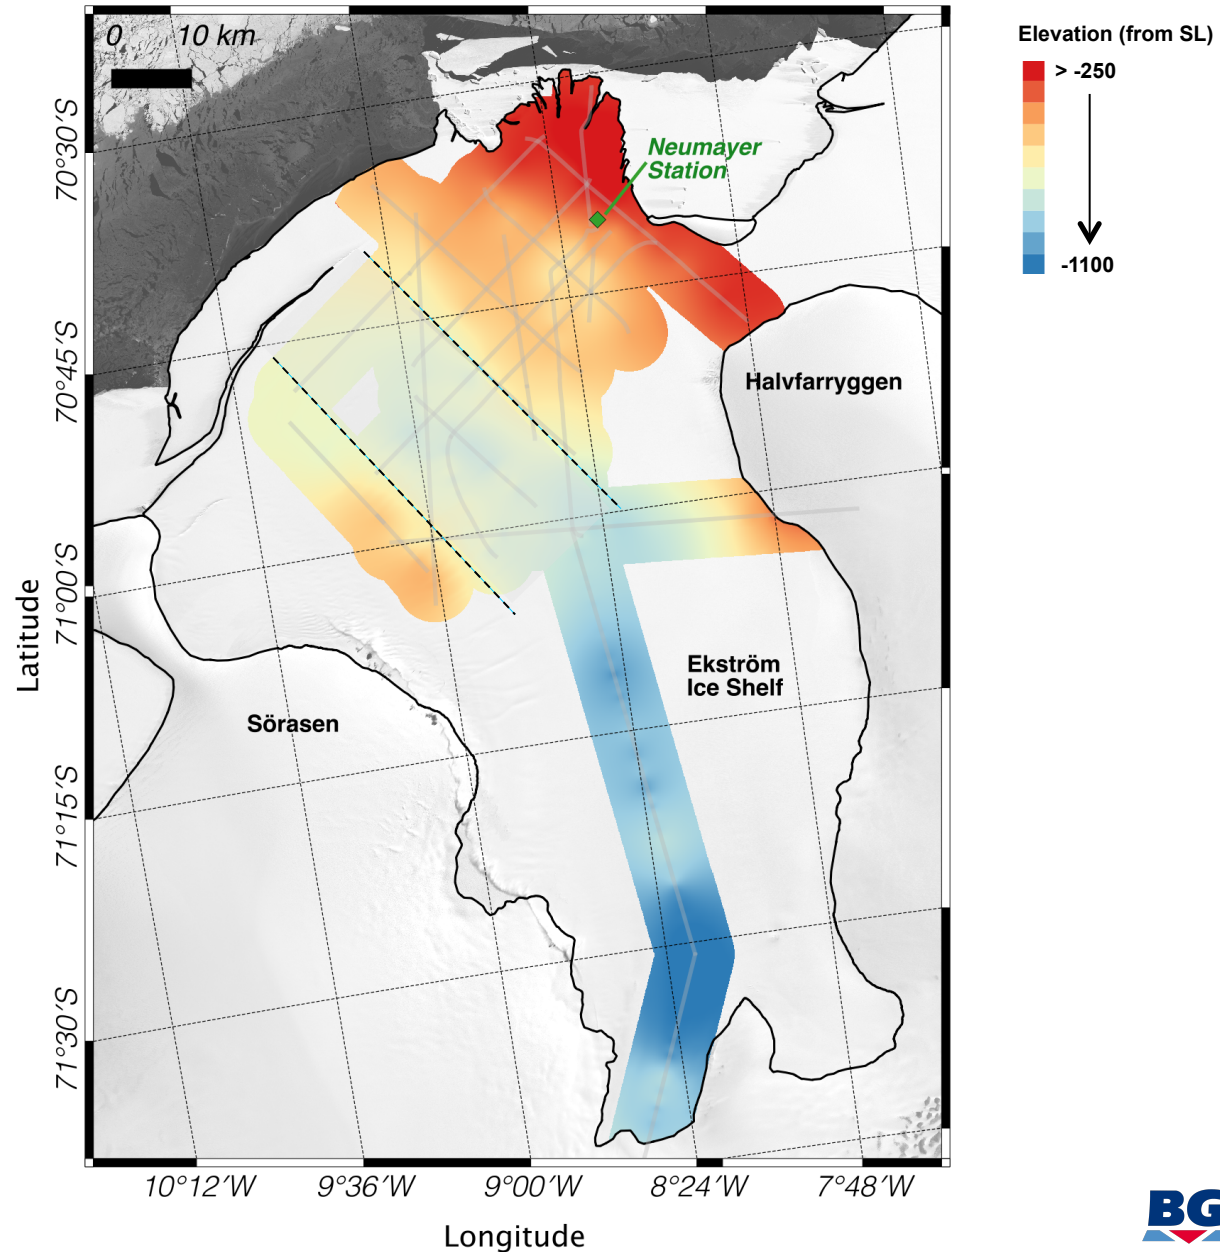 0 10 km
Elevation (from SL)
> -250
-1100
70°30'S
70°45'S
71°00'S
71°15'S
71°30'S
Latitude
Neumayer
Station
Halvfarryggen
Ekström
Ice Shelf
Sörasen
10°12'W 9°36'W 9°00'W 8°24'W 7°48'W
Longitude
BG